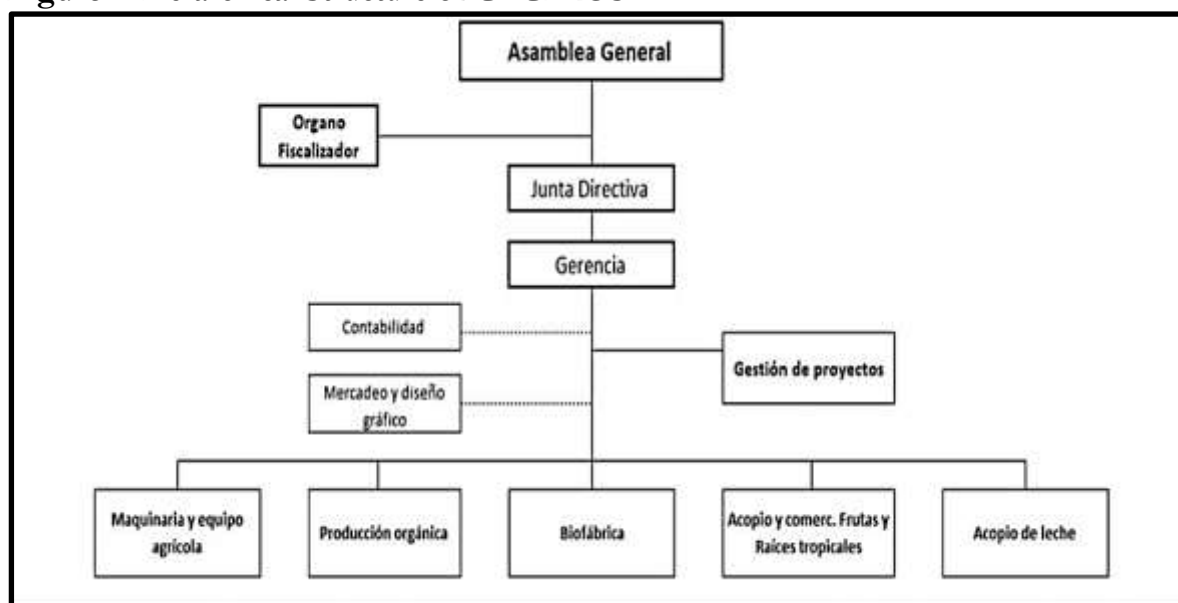 Asamblea General
Organo
Fiscalizador
Junta Directiva
Gerencia
Contabilidad
Gestión de proyectos
Mercadeo y diseño
gráfico
Maquinaria y equipo
agrícola
Producción orgánica
Biofábrica
Acopio y comerc. Frutas y
Raíces tropicales
Acopio de leche